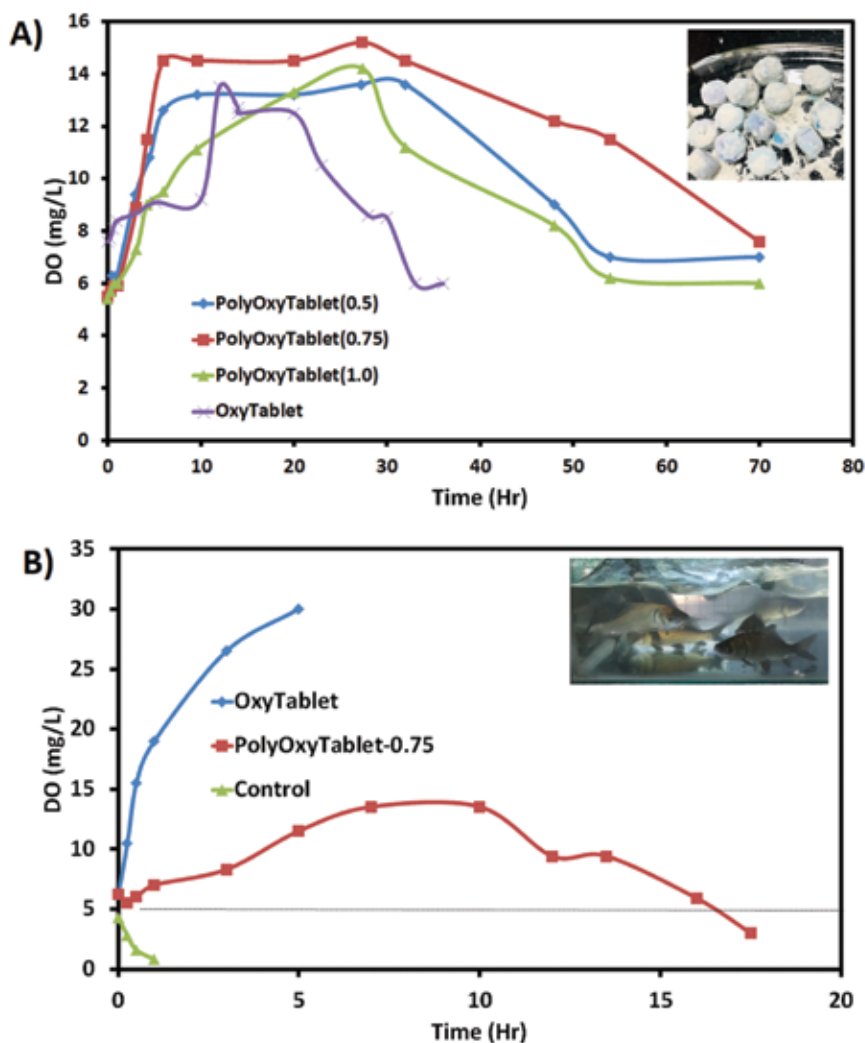 A)
16
14
12
10
8
6
4
2
0
DO (mg/L)
PolyOxyTablet(0.5)
PolyOxyTablet(0.75)
PolyOxyTablet(1.0)
OxyTablet
0 10 20 30 40 50 60 70 80
Time (Hr)
B)
35
30
25
20
15
10
5
0
DO (mg/L)
OxyTablet
PolyOxyTablet-0.75
Control
0 5 10 15 20
Time (Hr)